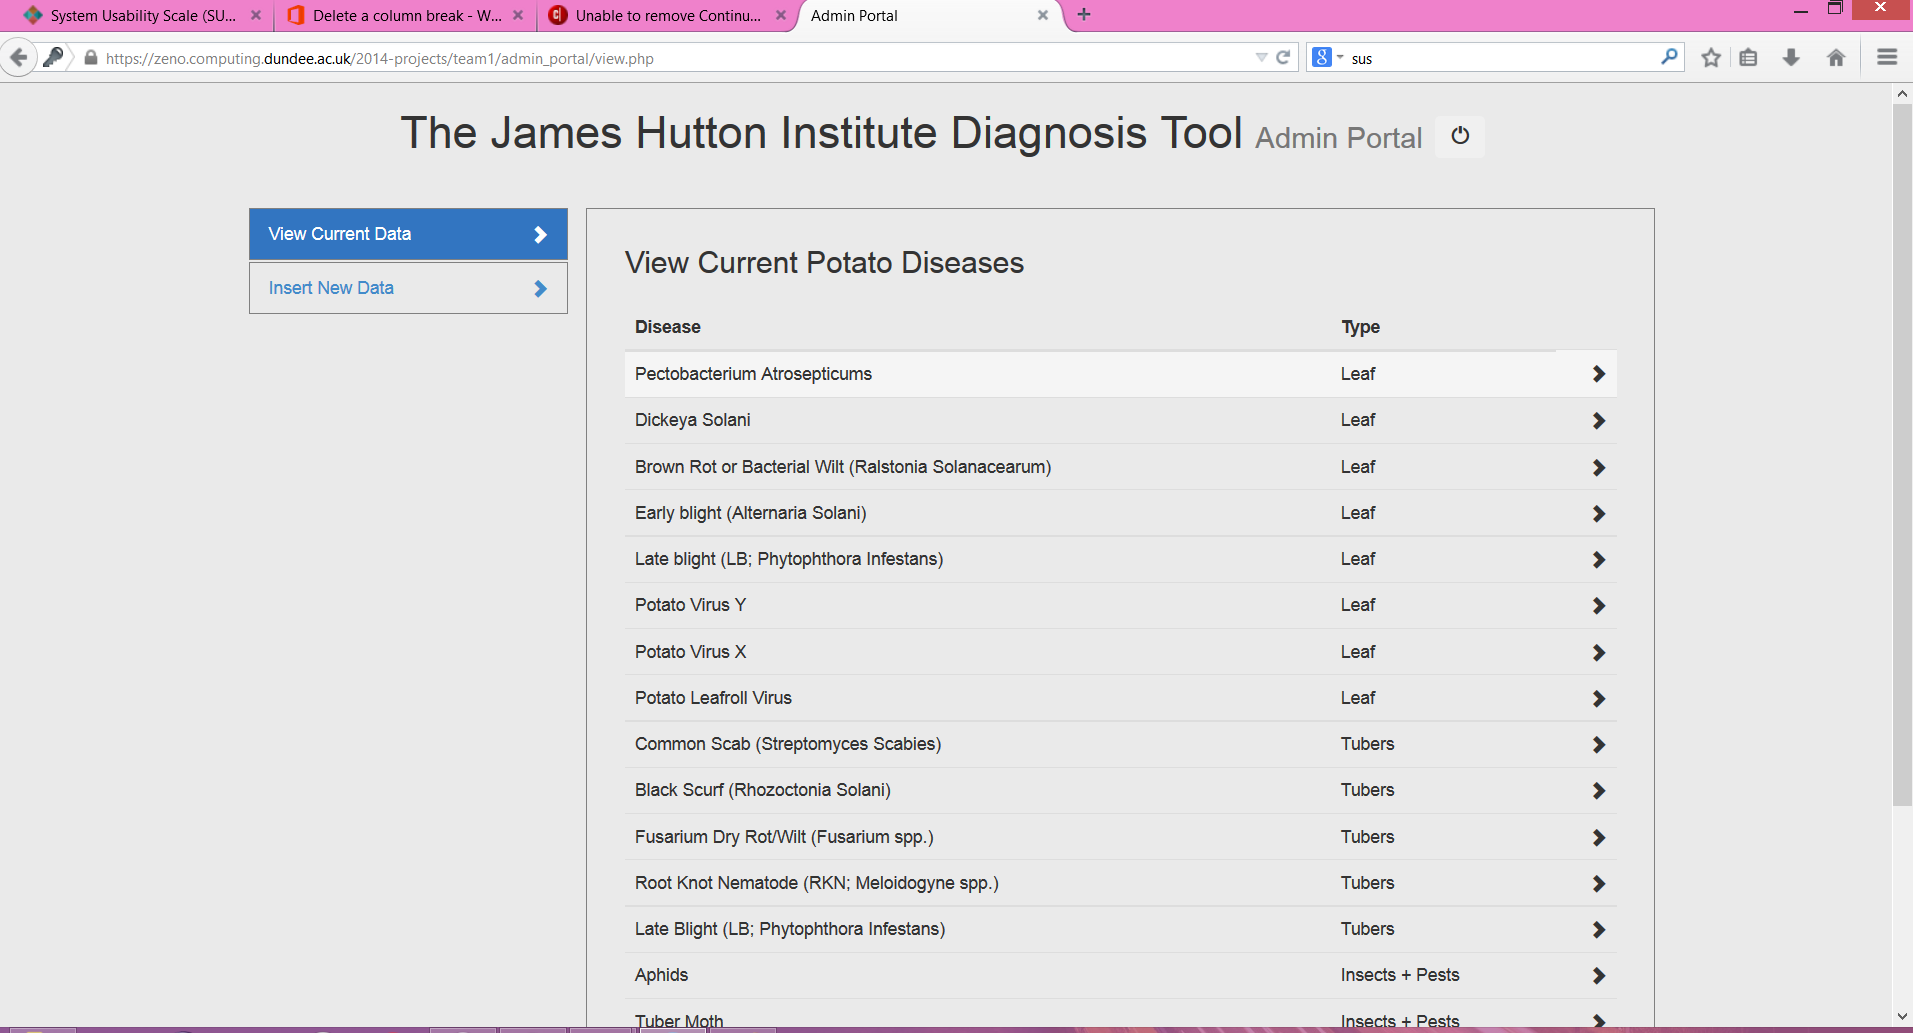 System Usability Scale (SU...
Delete a column break - W...
Unable to remove Continu...
Admin Portal
https://zeno.computing.dundee.ac.uk/2014-projects/team1/admin_portal/view.php
sus
The James Hutton Institute Diagnosis Tool Admin Portal
View Current Data
Insert New Data
View Current Potato Diseases
Disease Type
Pectobacterium Atrosepticums Leaf
Dickeya Solani Leaf
Brown Rot or Bacterial Wilt (Ralstonia Solanacearum) Leaf
Early blight (Alternaria Solani) Leaf
Late blight (LB; Phytophthora Infestans) Leaf
Potato Virus Y Leaf
Potato Virus X Leaf
Potato Leafroll Virus Leaf
Common Scab (Streptomyces Scabies) Tubers
Black Scurf (Rhozoctonia Solani) Tubers
Fusarium Dry Rot/Wilt (Fusarium spp.) Tubers
Root Knot Nematode (RKN; Meloidogyne spp.) Tubers
Late Blight (LB; Phytophthora Infestans) Tubers
Aphids Insects + Pests
Tuber Moth Insects + Pests